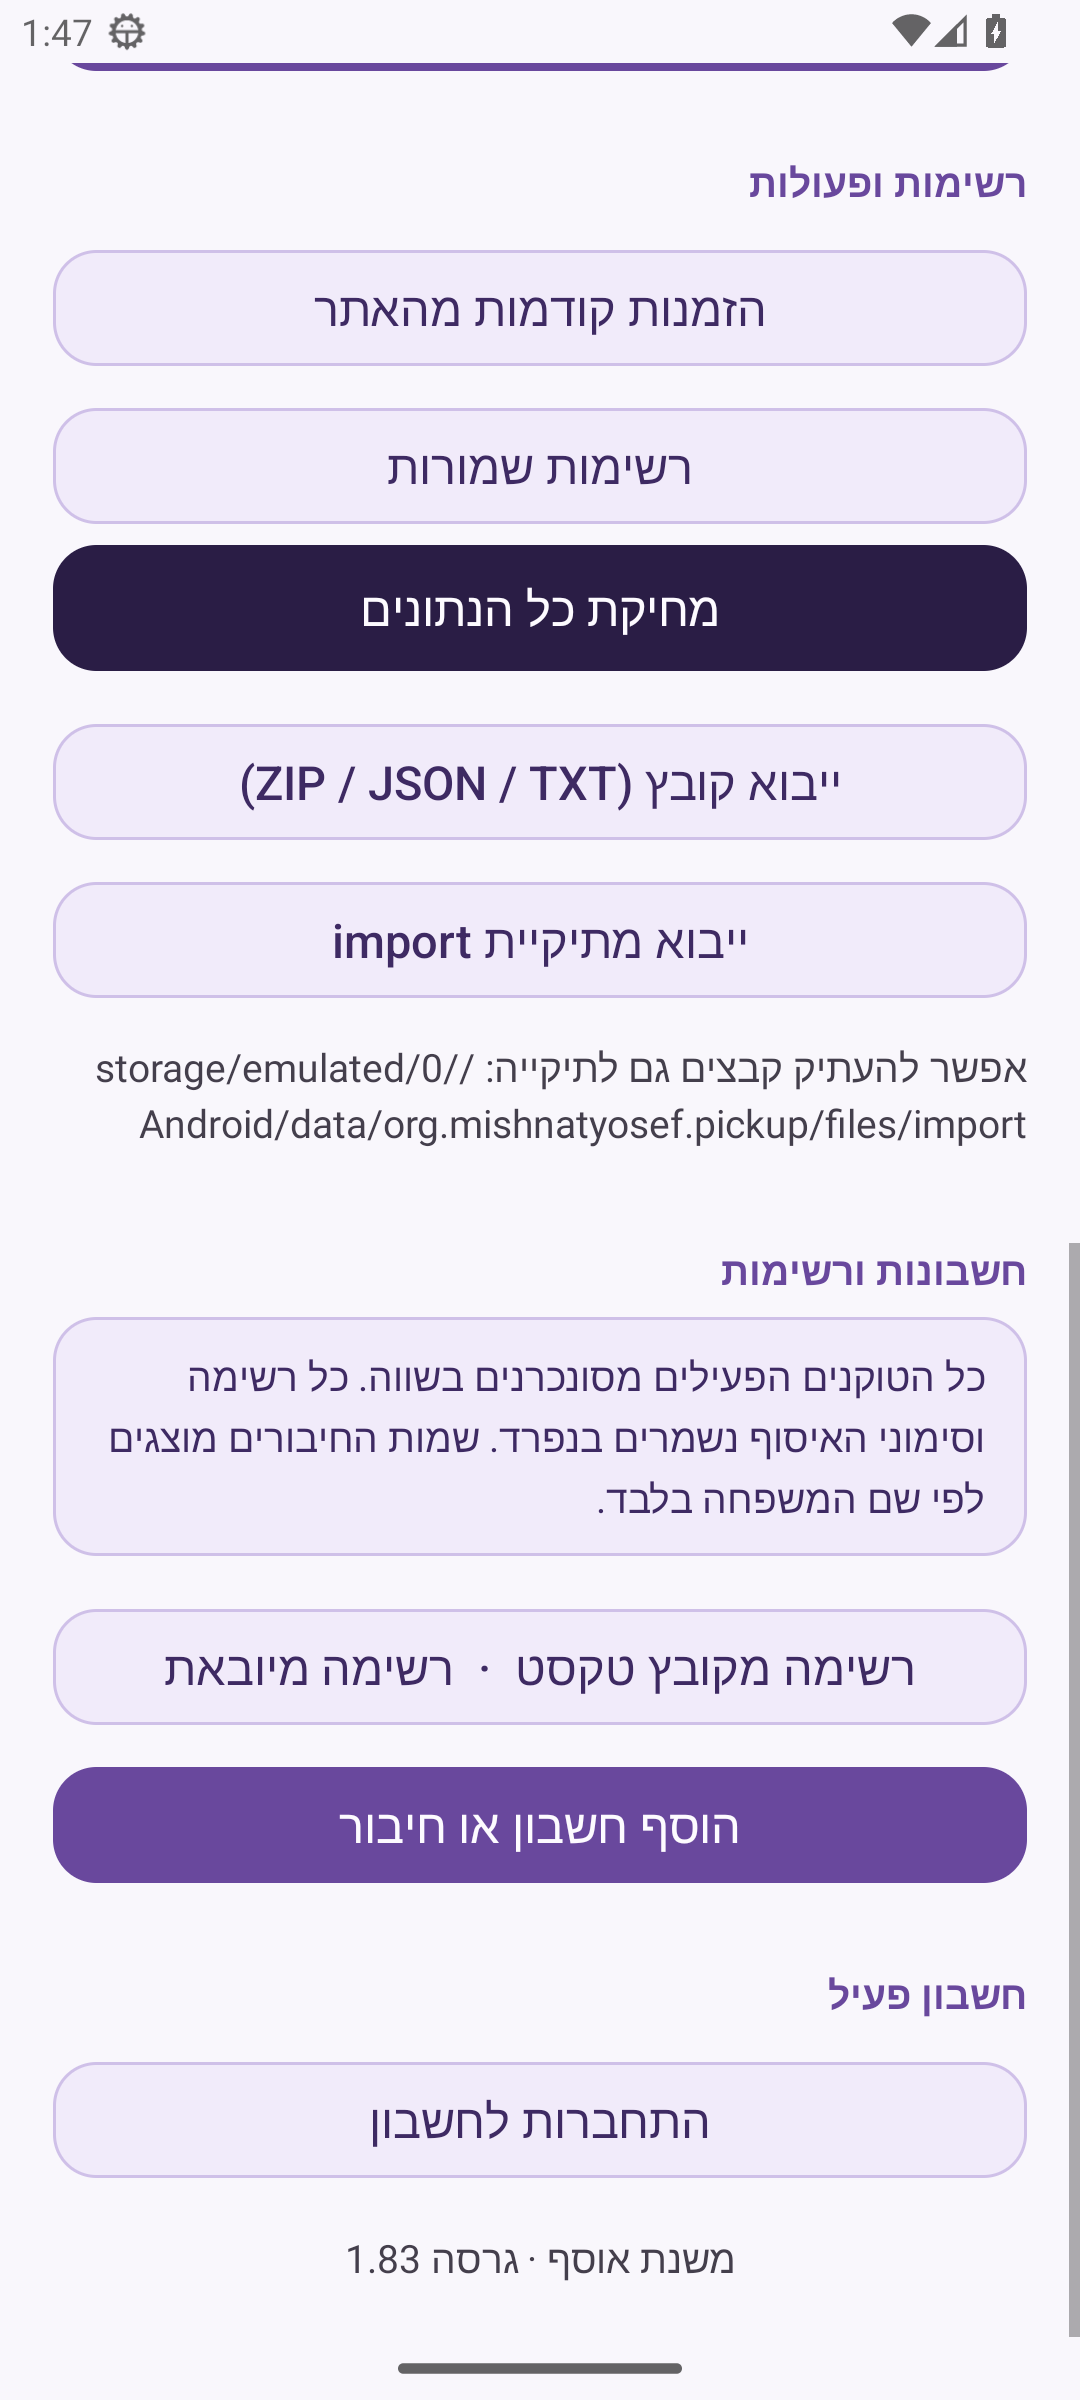 1:47
רשימות ופעולות
הזמנות קודמות מהאתר
רשימות שמורות
מחיקת כל הנתונים
ייבוא קובץ (ZIP / JSON / TXT)
ייבוא מתיקיית import
אפשר להעתיק קבצים גם לתיקייה: /storage/emulated/0/
Android/data/org.mishnatyosef.pickup/files/import
חשבונות ורשימות
כל הטוקנים הפעילים מסונכרנים בשווה. כל רשימה
וסימוני האיסוף נשמרים בנפרד. שמות החיבורים מוצגים
לפי שם המשפחה בלבד.
רשימה מקובץ טקסט · רשימה מיובאת
הוסף חשבון או חיבור
חשבון פעיל
התחברות לחשבון
משנת אוסף · גרסה 1.83